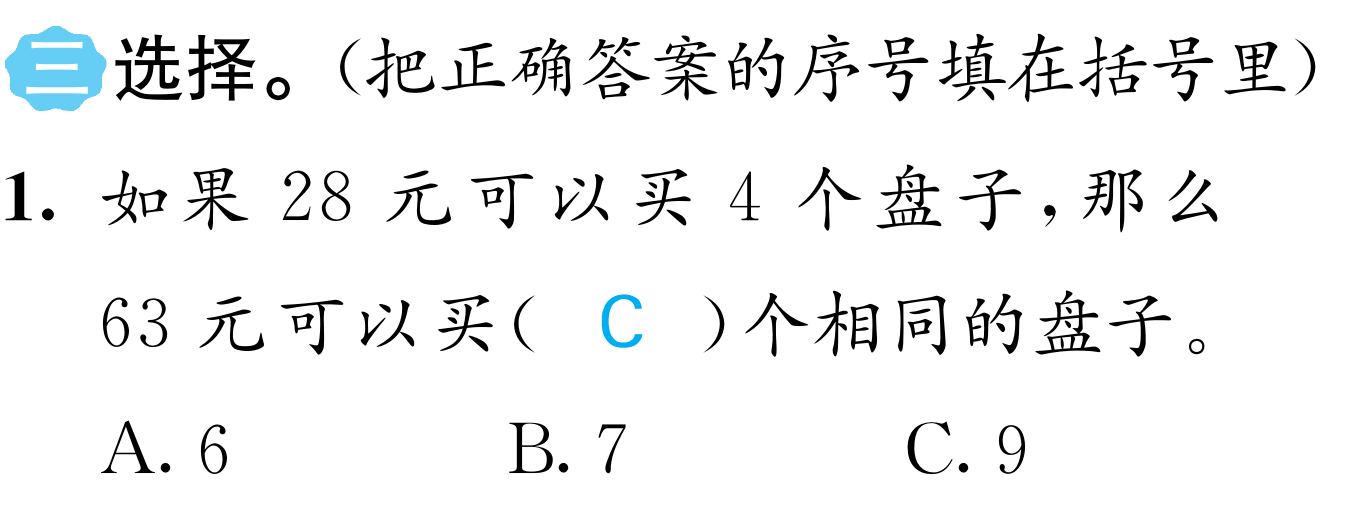 三 选择。(把正确答案的序号填在括号里)
1. 如果 28 元可以买 4 个盘子,那么
63 元可以买( C )个相同的盘子。
A. 6 B. 7 C. 9